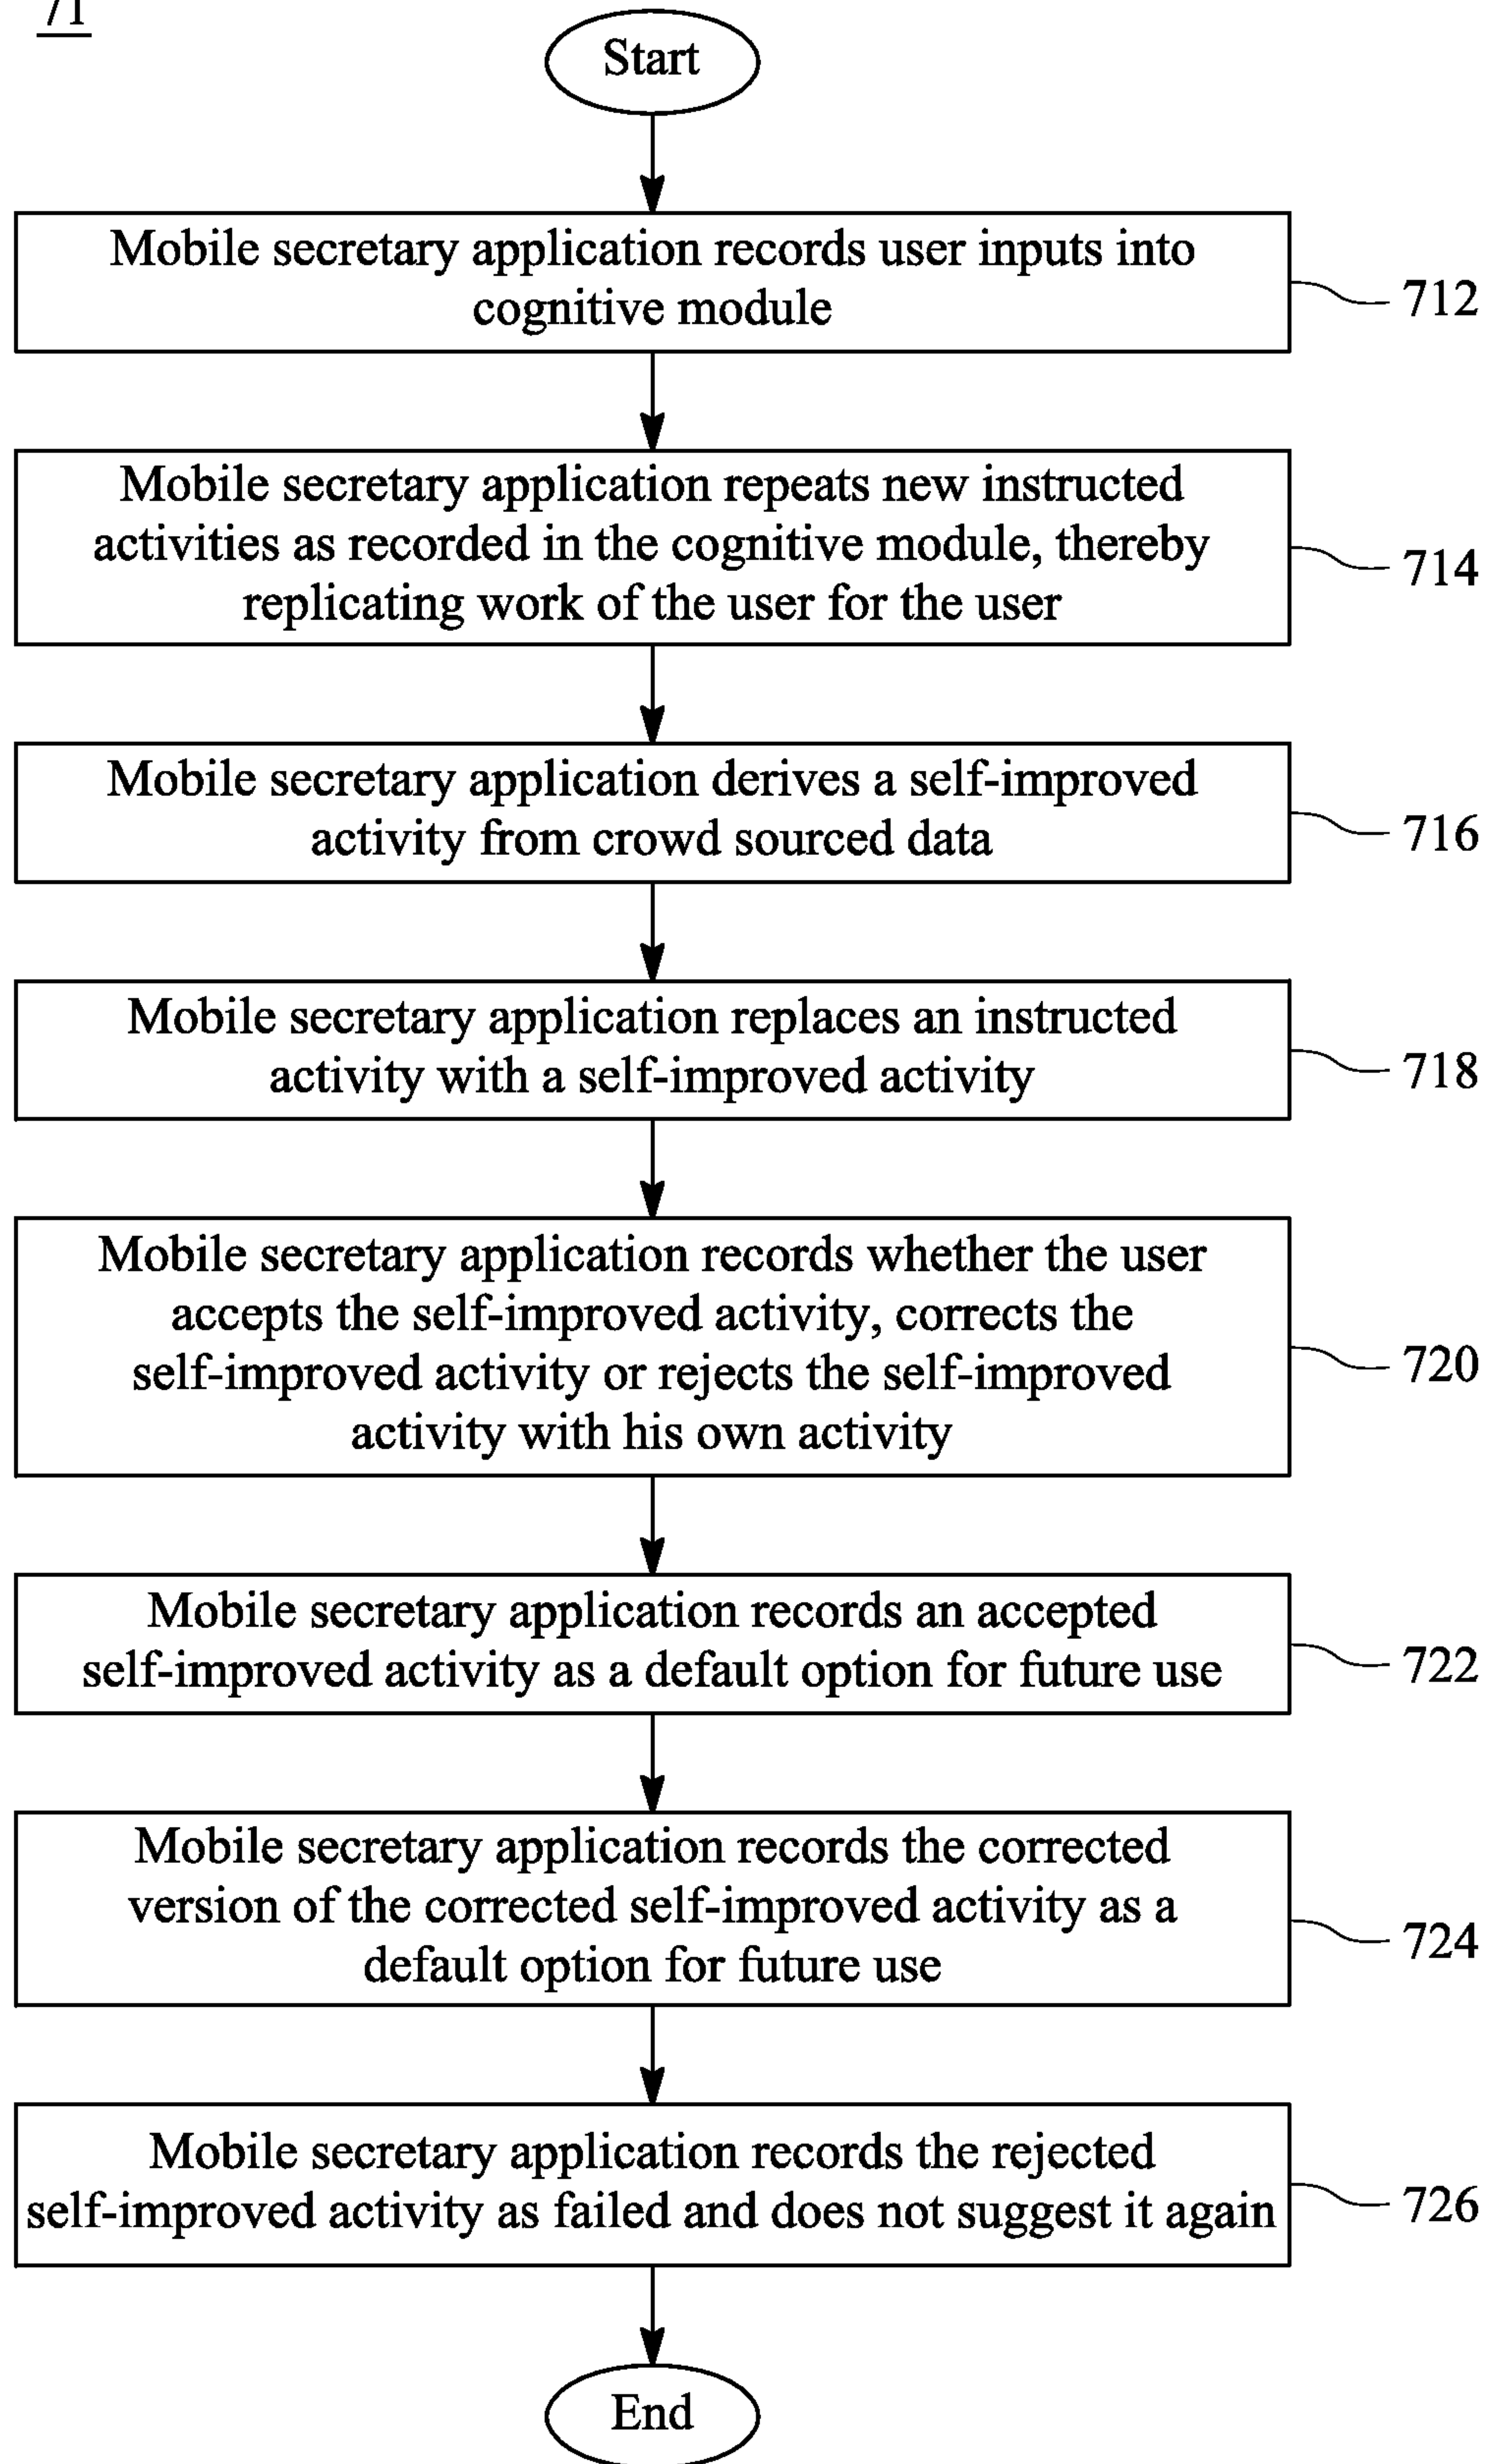 71
Start
Mobile secretary application records user inputs into
cognitive module
712
Mobile secretary application repeats new instructed
activities as recorded in the cognitive module, thereby
replicating work of the user for the user
714
Mobile secretary application derives a self-improved
activity from crowd sourced data
716
Mobile secretary application replaces an instructed
activity with a self-improved activity
718
Mobile secretary application records whether the user
accepts the self-improved activity, corrects the
self-improved activity or rejects the self-improved
activity with his own activity
720
Mobile secretary application records an accepted
self-improved activity as a default option for future use
722
Mobile secretary application records the corrected
version of the corrected self-improved activity as a
default option for future use
724
Mobile secretary application records the rejected
self-improved activity as failed and does not suggest it again
726
End